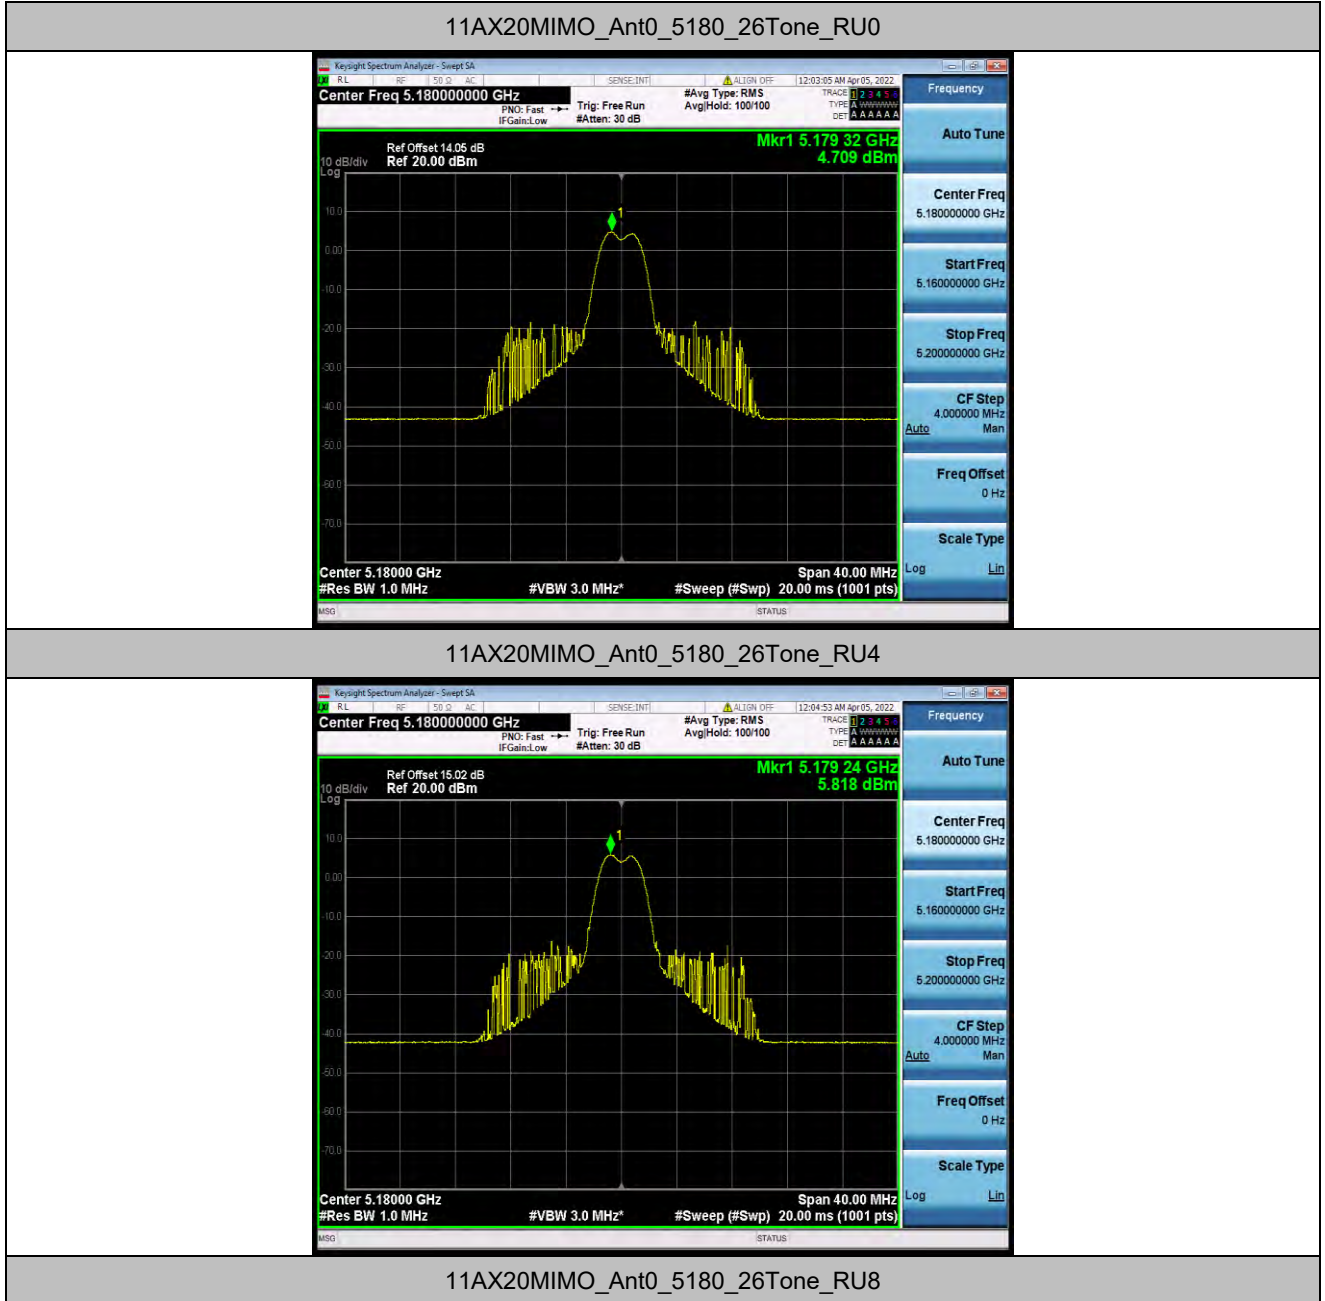 11AX20MIMO_Ant0_5180_26Tone_RU0
Keysight Spectrum Analyzer - Swept SA
RL RF 50 Ω AC SENSE:INT ALIGN OFF 12:03:05 AM Apr 05, 2022
Center Freq 5.180000000 GHz #Avg Type: RMS TRACE 1 2 3 4 5 6
PNO: Fast Trig: Free Run Avg|Hold: 100/100 TYPE A WWWWW
IFGain:Low #Atten: 30 dB DET A A A A A A
Mkr1 5.179 32 GHz
Ref Offset 14.05 dB 4.709 dBm
10 dB/div Ref 20.00 dBm
Log
10.0
0.00
-10.0
-20.0
-30.0
-40.0
-50.0
-60.0
-70.0
1
Center 5.18000 GHz Span 40.00 MHz
#Res BW 1.0 MHz #VBW 3.0 MHz* #Sweep (#Swp) 20.00 ms (1001 pts)
MSG STATUS
Frequency
Auto Tune
Center Freq
5.180000000 GHz
Start Freq
5.160000000 GHz
Stop Freq
5.200000000 GHz
CF Step
4.000000 MHz
Auto Man
Freq Offset
0 Hz
Scale Type
Log Lin
11AX20MIMO_Ant0_5180_26Tone_RU4
Keysight Spectrum Analyzer - Swept SA
RL RF 50 Ω AC SENSE:INT ALIGN OFF 12:04:53 AM Apr 05, 2022
Center Freq 5.180000000 GHz #Avg Type: RMS TRACE 1 2 3 4 5 6
PNO: Fast Trig: Free Run Avg|Hold: 100/100 TYPE A WWWWW
IFGain:Low #Atten: 30 dB DET A A A A A A
Mkr1 5.179 24 GHz
Ref Offset 15.02 dB 5.818 dBm
10 dB/div Ref 20.00 dBm
Log
10.0
0.00
-10.0
-20.0
-30.0
-40.0
-50.0
-60.0
-70.0
1
Center 5.18000 GHz Span 40.00 MHz
#Res BW 1.0 MHz #VBW 3.0 MHz* #Sweep (#Swp) 20.00 ms (1001 pts)
MSG STATUS
Frequency
Auto Tune
Center Freq
5.180000000 GHz
Start Freq
5.160000000 GHz
Stop Freq
5.200000000 GHz
CF Step
4.000000 MHz
Auto Man
Freq Offset
0 Hz
Scale Type
Log Lin
11AX20MIMO_Ant0_5180_26Tone_RU8